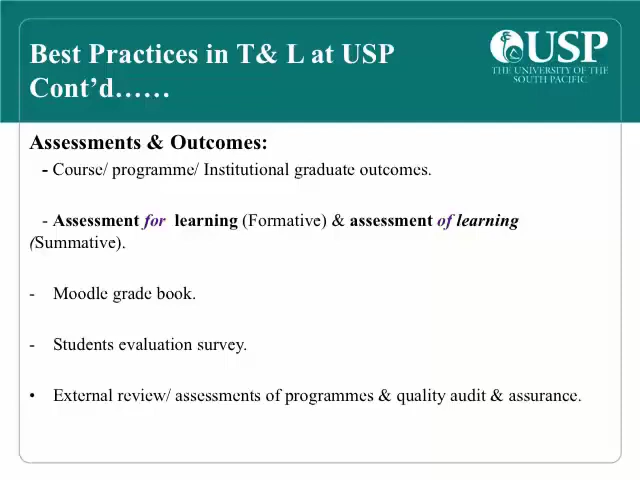 Best Practices in T& L at USP
Cont’d……
USP
THE UNIVERSITY OF THE
SOUTH PACIFIC
Assessments & Outcomes:
- Course/ programme/ Institutional graduate outcomes.
- Assessment for learning (Formative) & assessment of learning
(Summative).
- Moodle grade book.
- Students evaluation survey.
• External review/ assessments of programmes & quality audit & assurance.